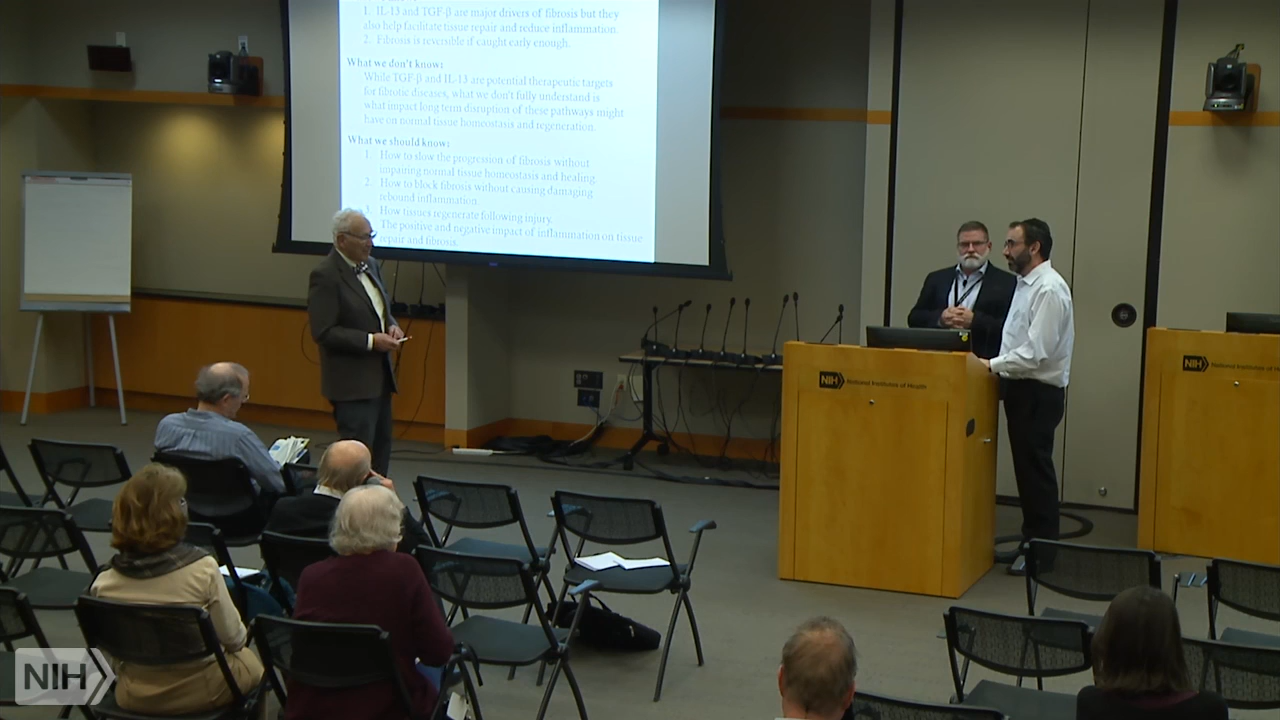 1. IL-13 and TGF-β are major drivers of fibrosis but they
also help facilitate tissue repair and reduce inflammation.
2. Fibrosis is reversible if caught early enough.
What we don't know:
While TGF-β and IL-13 are potential therapeutic targets
for fibrotic diseases, what we don't fully understand is
what impact long term disruption of these pathways might
have on normal tissue homeostasis and regeneration.
What we should know:
1. How to slow the progression of fibrosis without
impairing normal tissue homeostasis and healing.
2. How to block fibrosis without causing damaging
rebound inflammation.
3. How tissues regenerate following injury.
The positive and negative impact of inflammation on tissue
repair and fibrosis.
NIH National Institutes of Health
NIH National Institutes of Health
NIH